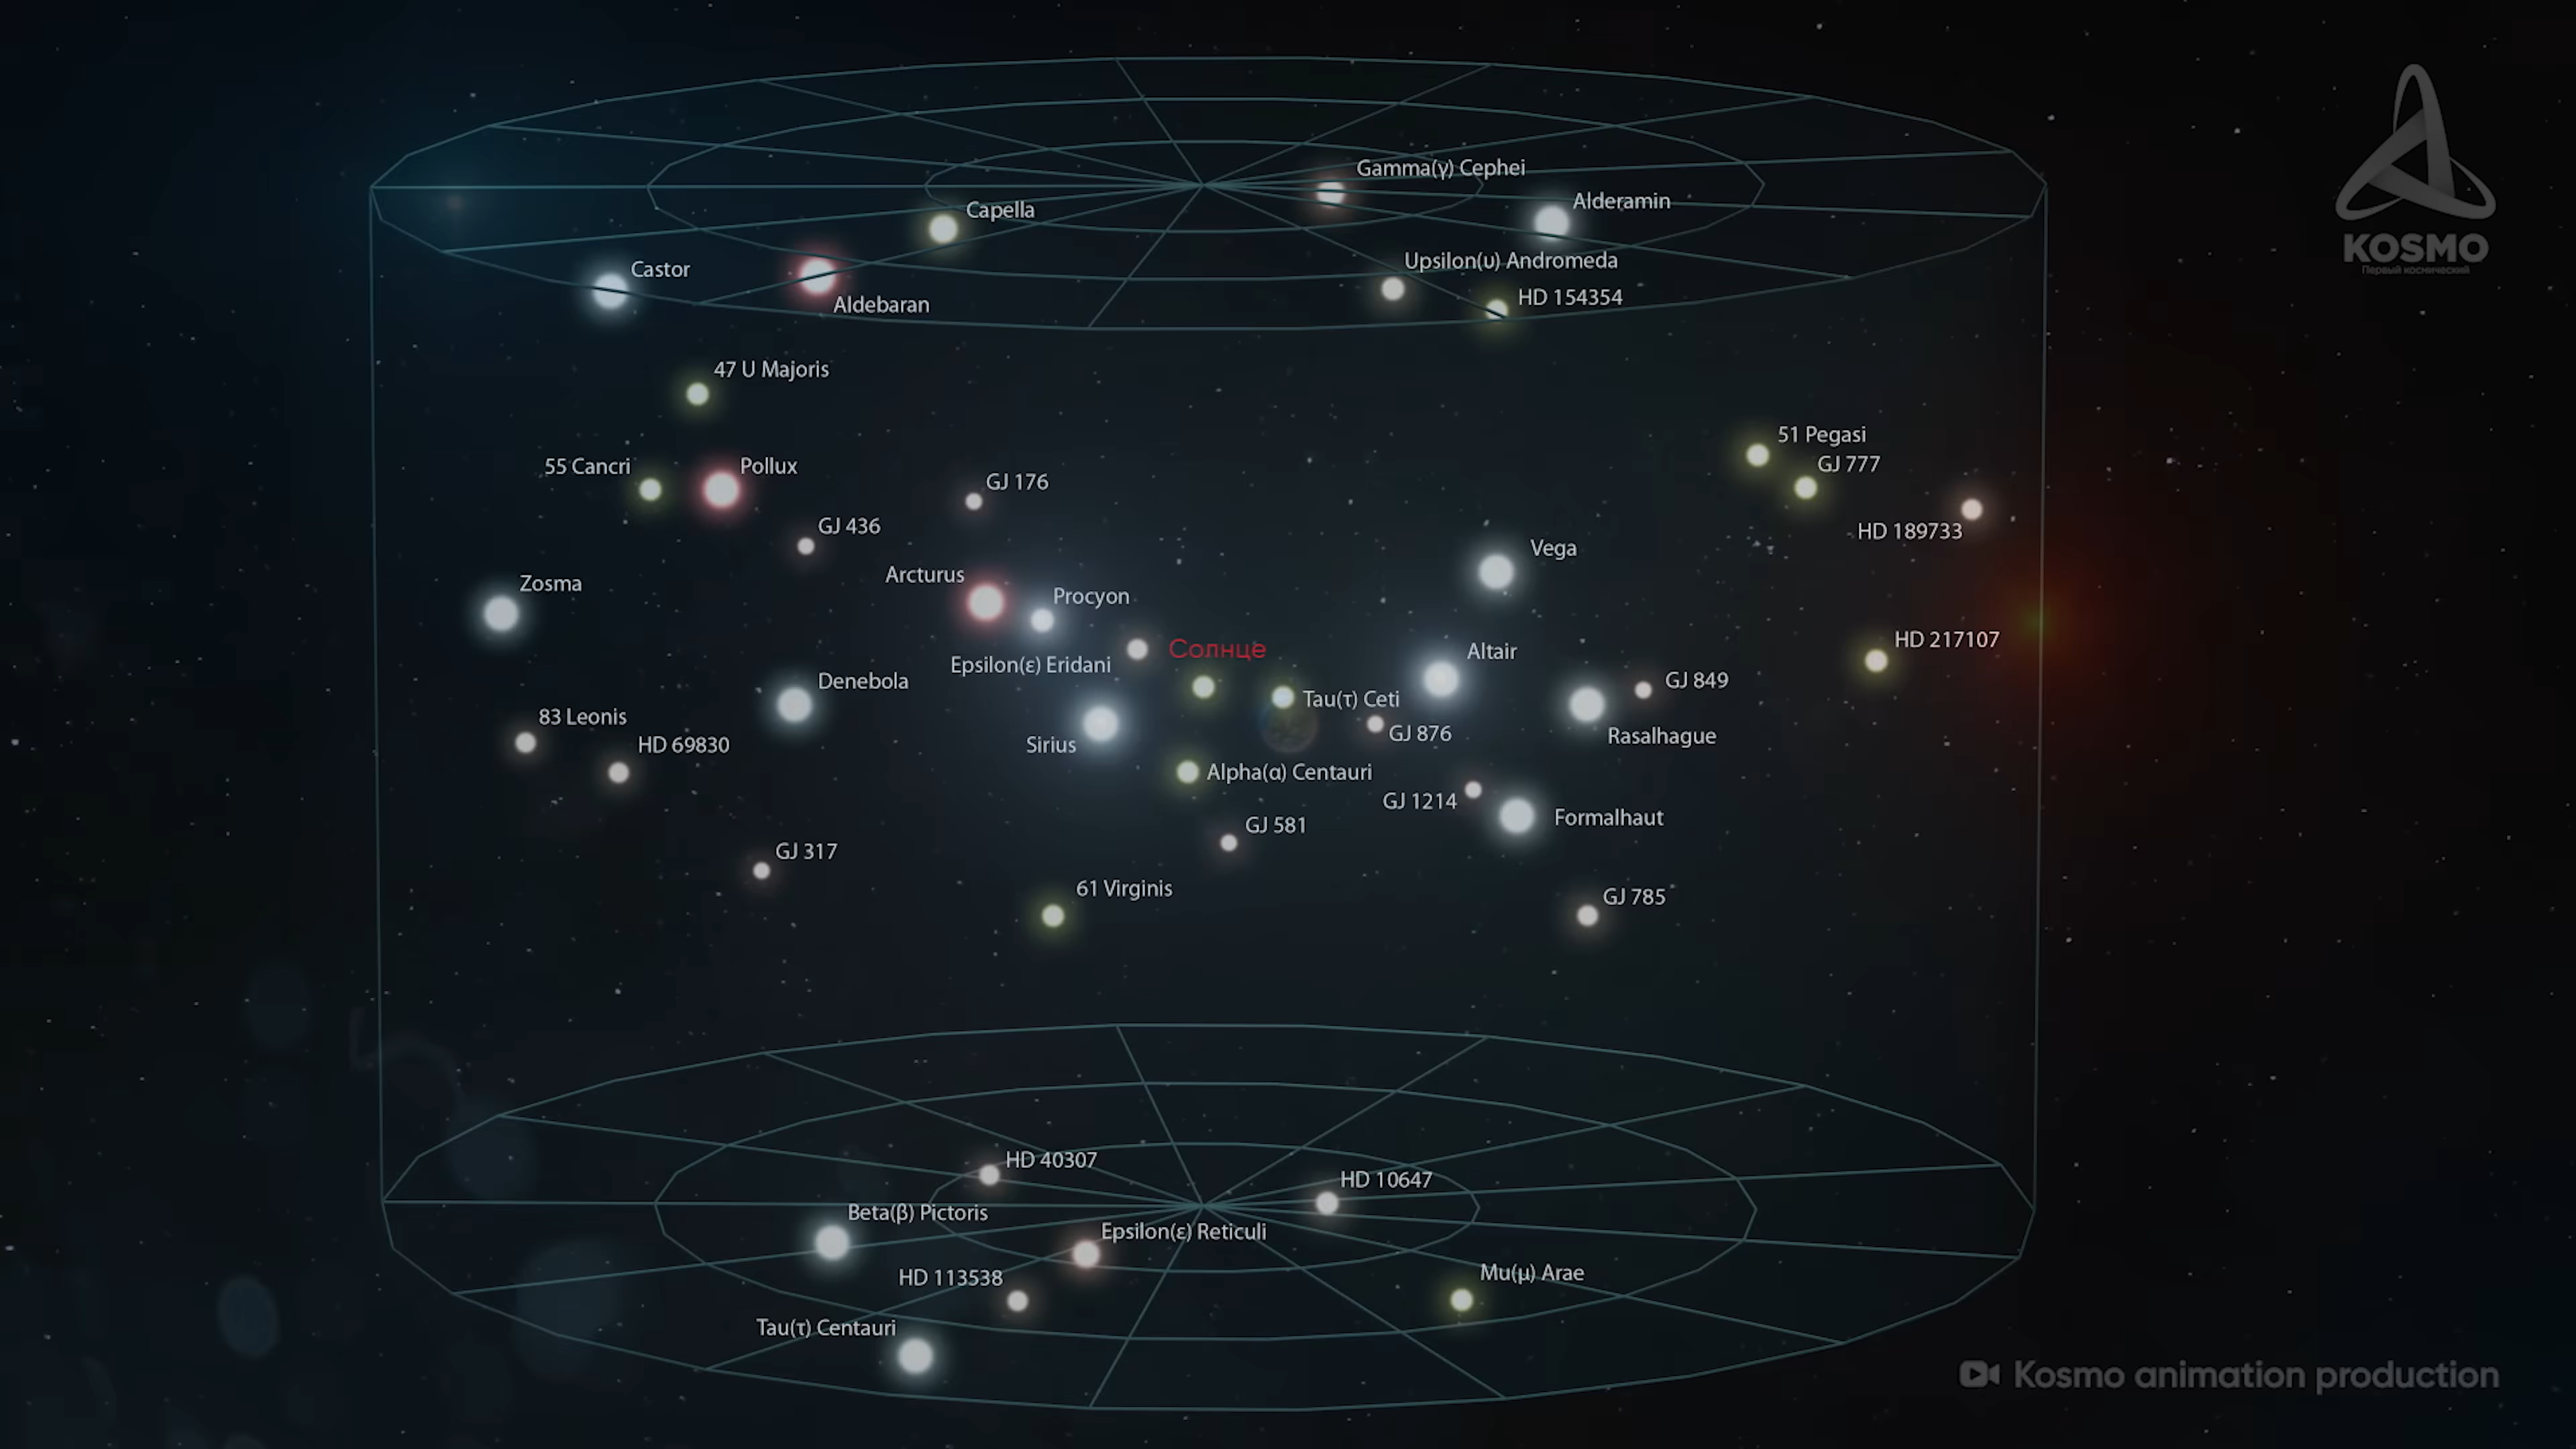 Gamma(γ) Cephei
Capella
Alderamin
KOSMO
Первый космический
Castor
Upsilon(υ) Andromeda
Aldebaran
HD 154354
47 U Majoris
51 Pegasi
55 Cancri
Pollux
GJ 777
GJ 176
GJ 436
HD 189733
Vega
Arcturus
Zosma
Procyon
Солнце
HD 217107
Epsilon(ε) Eridani
Altair
Denebola
GJ 849
Tau(τ) Ceti
83 Leonis
GJ 876
Rasalhague
HD 69830
Sirius
Alpha(α) Centauri
GJ 1214
Formalhaut
GJ 581
GJ 317
61 Virginis
GJ 785
HD 40307
HD 10647
Beta(β) Pictoris
Epsilon(ε) Reticuli
HD 113538
Mu(μ) Arae
Tau(τ) Centauri
Kosmo animation production